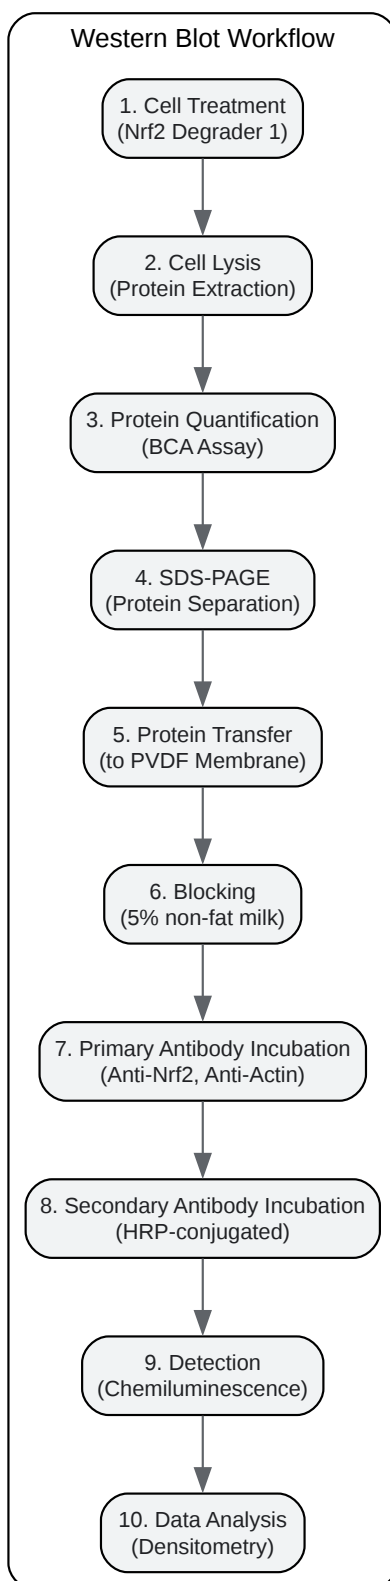 Western Blot Workflow
1. Cell Treatment
(Nrf2 Degrader 1)
2. Cell Lysis
(Protein Extraction)
3. Protein Quantification
(BCA Assay)
4. SDS-PAGE
(Protein Separation)
5. Protein Transfer
(to PVDF Membrane)
6. Blocking
(5% non-fat milk)
7. Primary Antibody Incubation
(Anti-Nrf2, Anti-Actin)
8. Secondary Antibody Incubation
(HRP-conjugated)
9. Detection
(Chemiluminescence)
10. Data Analysis
(Densitometry)